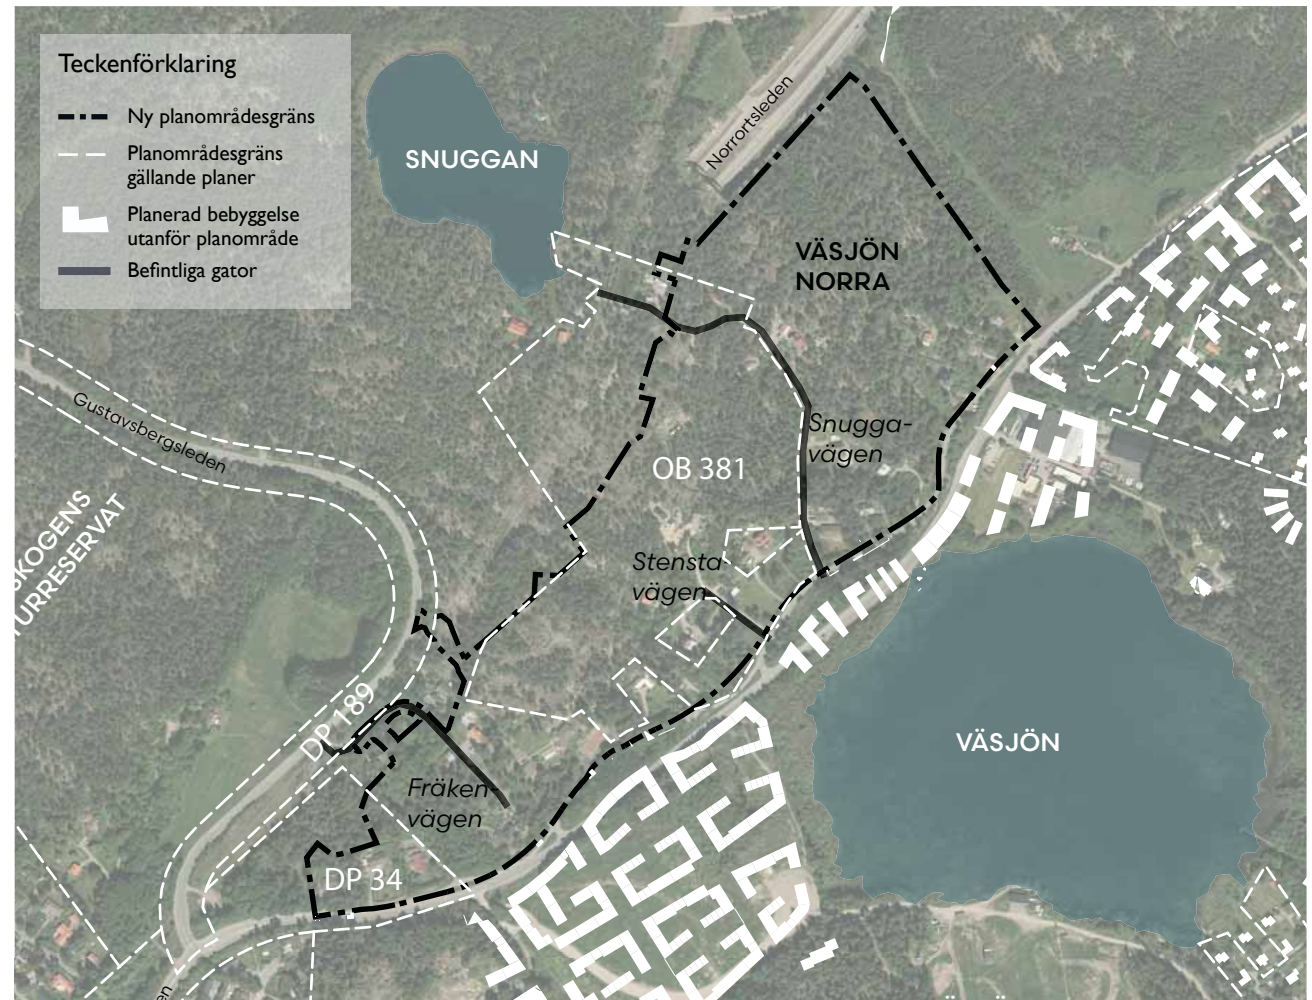 Teckenförklaring
Ny planområdesgräns
Planområdesgräns
gällande planer
Planerad bebyggelse
utanför planområde
Befintliga gator
SNUGGAN
Norrortsleden
VÄSJÖN
NORRA
Gustavsbergsleden
Snugga-
vägen
OB 381
Stensta-
vägen
DP 189
VÄSJÖN
Fräken-
vägen
DP 34